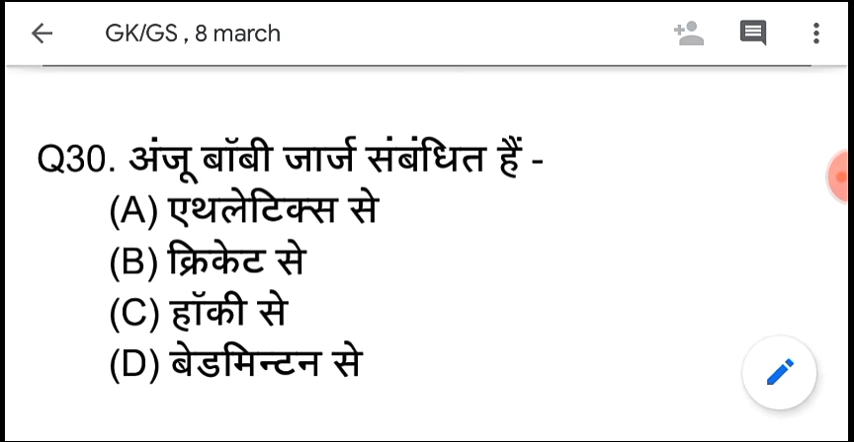 GK/GS , 8 march
Q30. अंजू बॉबी जार्ज संबंधित हैं -
(A) एथलेटिक्स से
(B) क्रिकेट से
(C) हॉकी से
(D) बेडमिन्टन से